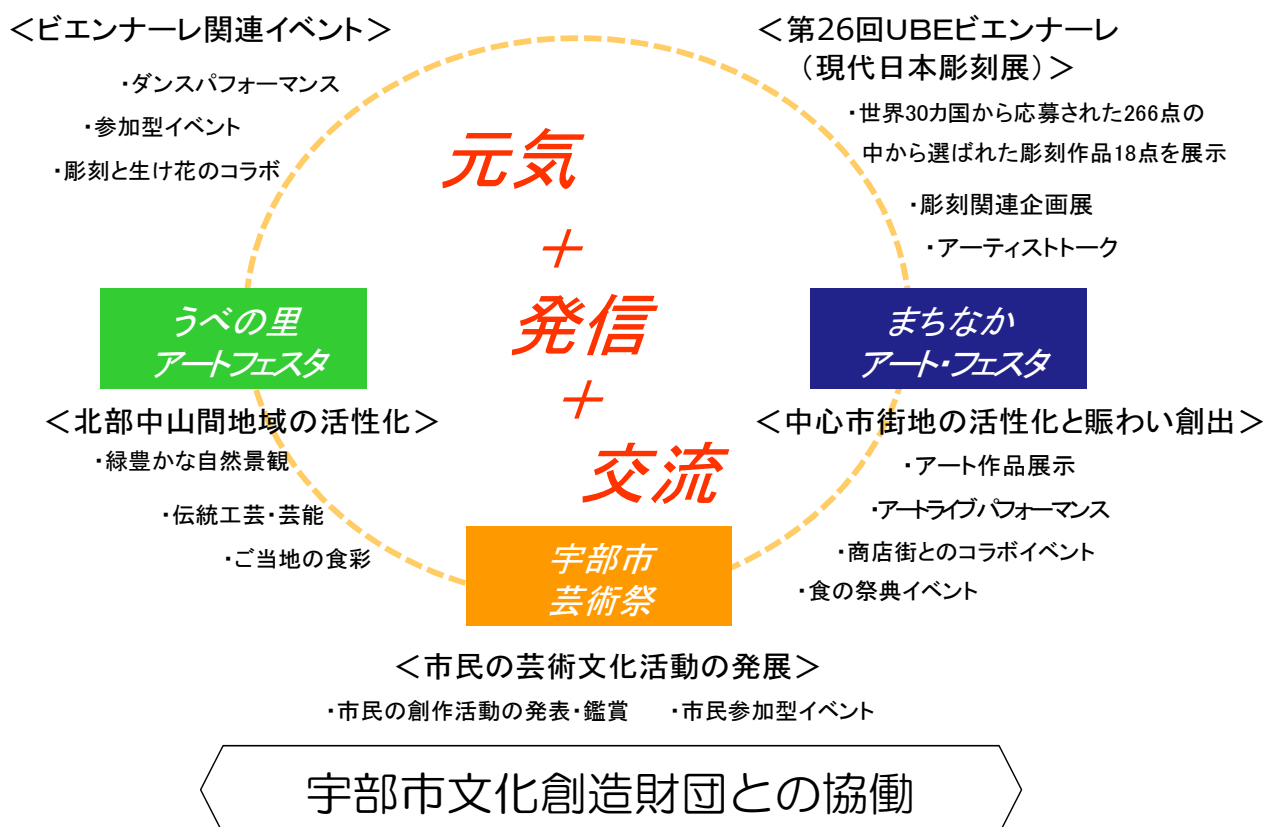 ＜ビエンナーレ関連イベント＞
・ダンスパフォーマンス
・参加型イベント
・彫刻と生け花のコラボ
＜第26回UBEビエンナーレ
（現代日本彫刻展）＞
・世界30カ国から応募された266点の
中から選ばれた彫刻作品18点を展示
・彫刻関連企画展
・アーティストトーク
元気
＋
発信
＋
交流
うべの里
アートフェスタ
＜北部中山間地域の活性化＞
・緑豊かな自然景観
・伝統工芸・芸能
・ご当地の食彩
まちなか
アート・フェスタ
＜中心市街地の活性化と賑わい創出＞
・アート作品展示
・アートライブパフォーマンス
・商店街とのコラボイベント
・食の祭典イベント
宇部市
芸術祭
＜市民の芸術文化活動の発展＞
・市民の創作活動の発表・鑑賞　・市民参加型イベント
宇部市文化創造財団との協働